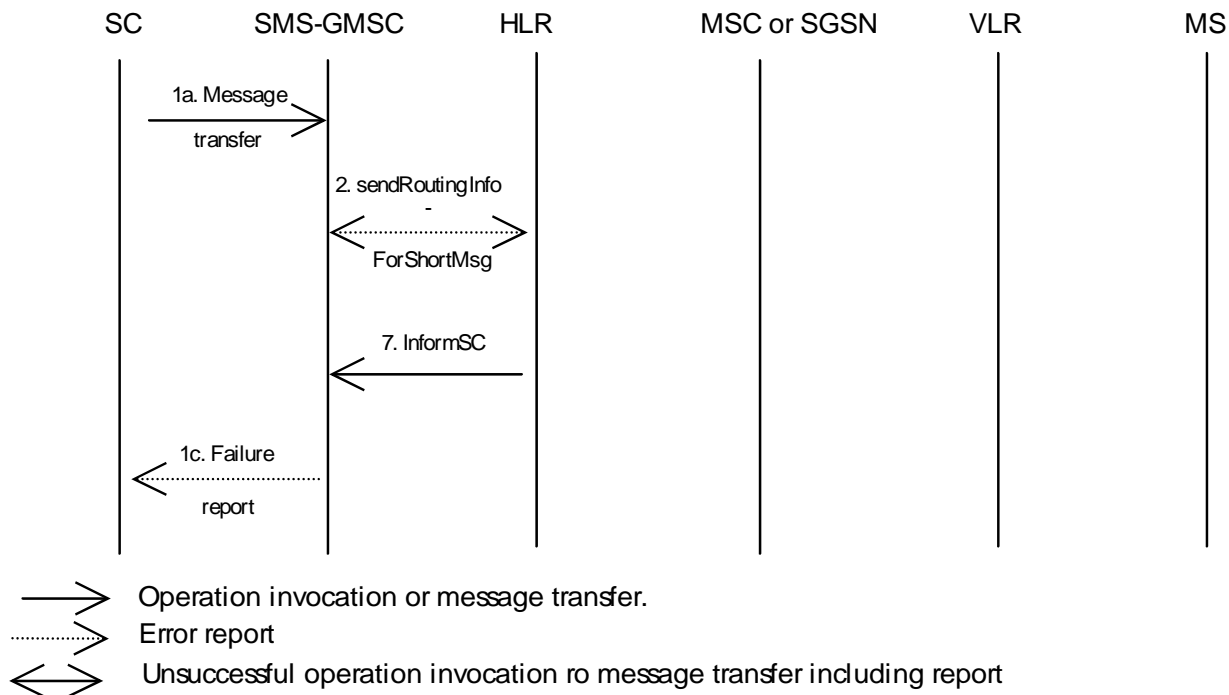 SC SMS-GMSC HLR MSC or SGSN VLR MS
1a. Message
transfer
2. sendRoutingInfo
-
ForShortMsg
7. InformSC
1c. Failure
report
Operation invocation or message transfer.
Error report
Unsuccessful operation invocation ro message transfer including report